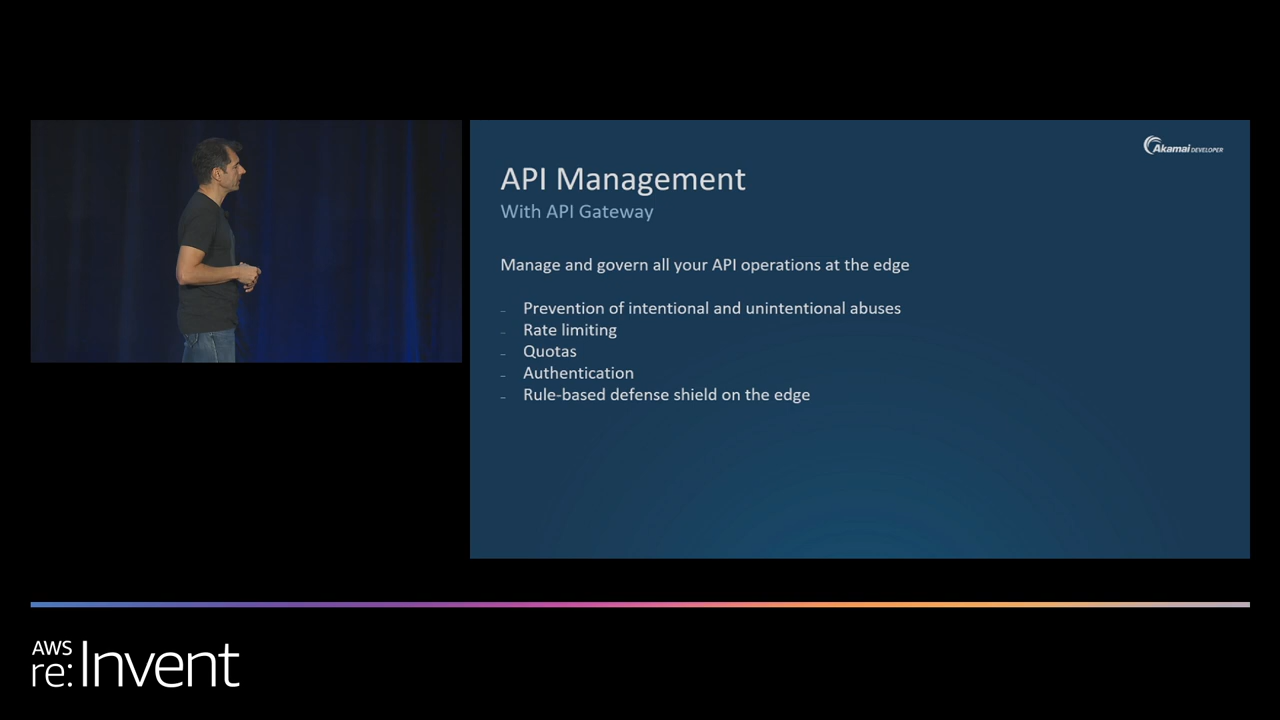 Akamai DEVELOPER
API Management
With API Gateway
Manage and govern all your API operations at the edge
- Prevention of intentional and unintentional abuses
- Rate limiting
- Quotas
- Authentication
- Rule-based defense shield on the edge
AWS
re:Invent